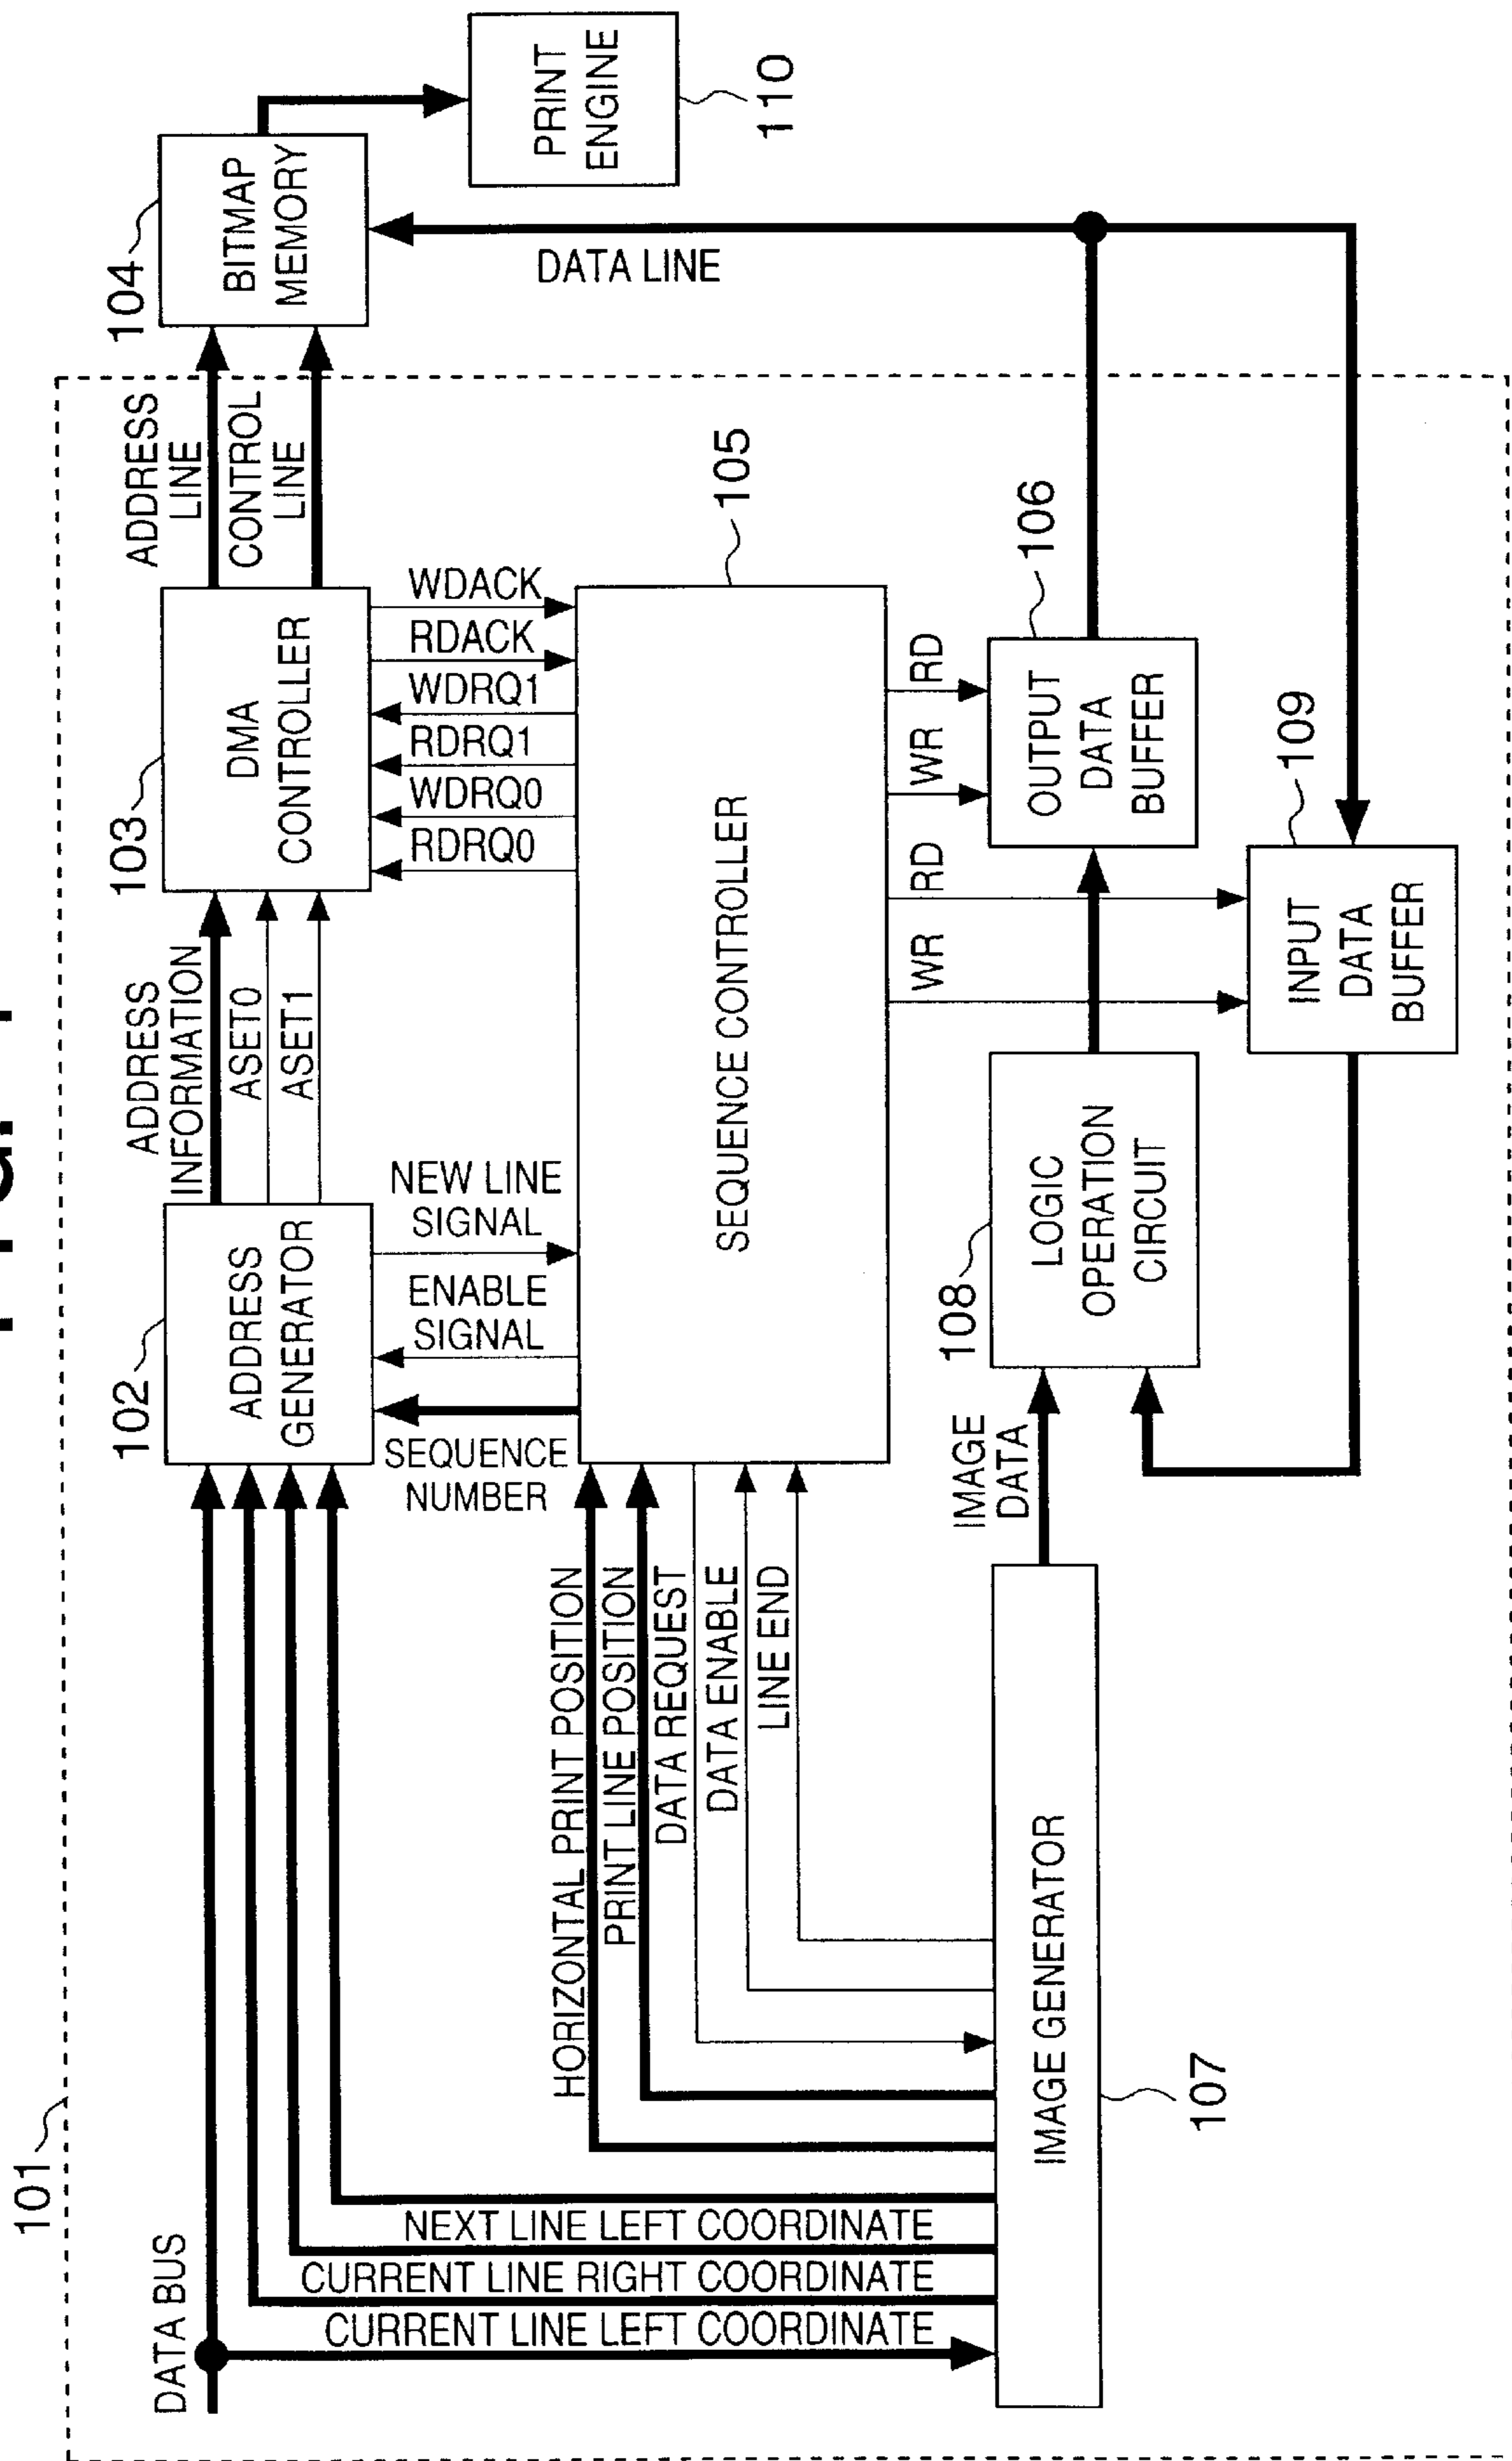 101
DATA BUS
102
ADDRESS
GENERATOR
ADDRESS
INFORMATION
ASET0
ASET1
103
DMA
CONTROLLER
ADDRESS
LINE
CONTROL
LINE
104
BITMAP
MEMORY
PRINT
ENGINE
110
DATA LINE
SEQUENCE
NUMBER
ENABLE
SIGNAL
NEW LINE
SIGNAL
RDRQ0
WDRQ0
RDRQ1
WDRQ1
RDACK
WDACK
SEQUENCE CONTROLLER
105
HORIZONTAL PRINT POSITION
PRINT LINE POSITION
DATA REQUEST
DATA ENABLE
LINE END
NEXT LINE LEFT COORDINATE
CURRENT LINE RIGHT COORDINATE
CURRENT LINE LEFT COORDINATE
IMAGE GENERATOR
107
IMAGE
DATA
108
LOGIC
OPERATION
CIRCUIT
WR
RD
WR
RD
OUTPUT
DATA
BUFFER
106
INPUT
DATA
BUFFER
109